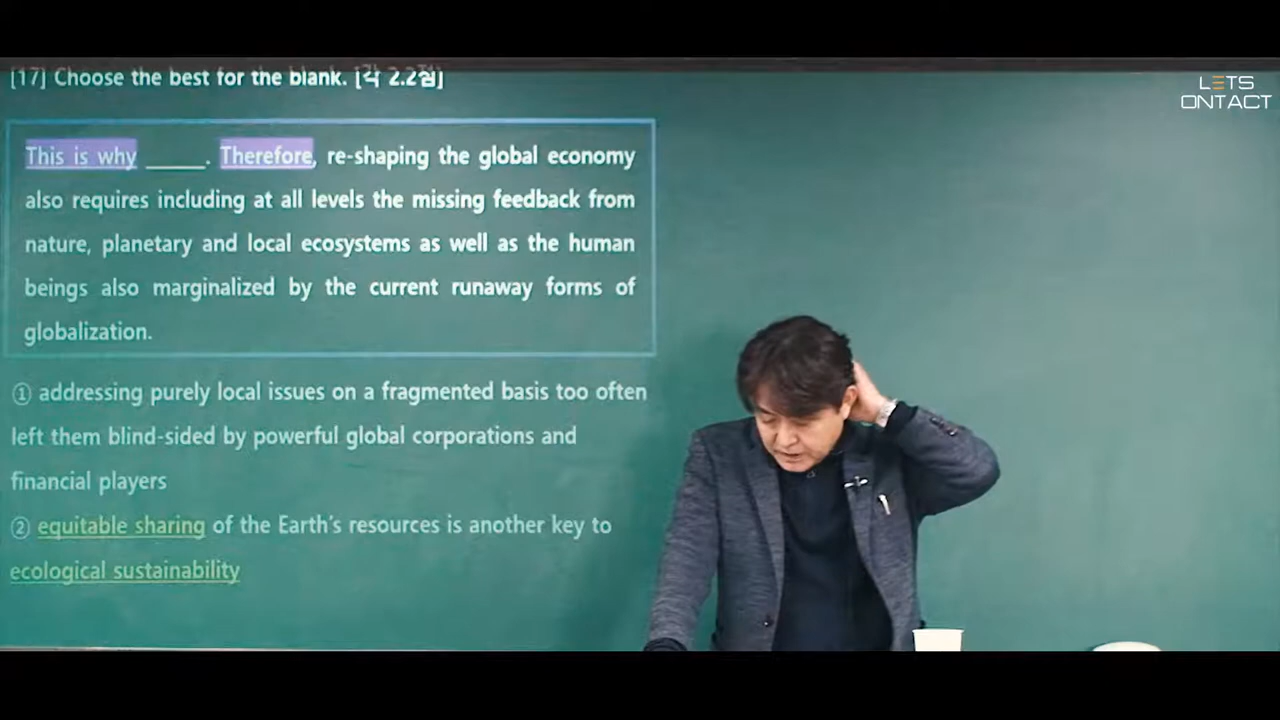 [17] Choose the best for the blank. [각 2.2점]
LETS
ONTACT
This is why _____. Therefore, re-shaping the global economy
also requires including at all levels the missing feedback from
nature, planetary and local ecosystems as well as the human
beings also marginalized by the current runaway forms of
globalization.
① addressing purely local issues on a fragmented basis too often
left them blind-sided by powerful global corporations and
financial players
② equitable sharing of the Earth's resources is another key to
ecological sustainability